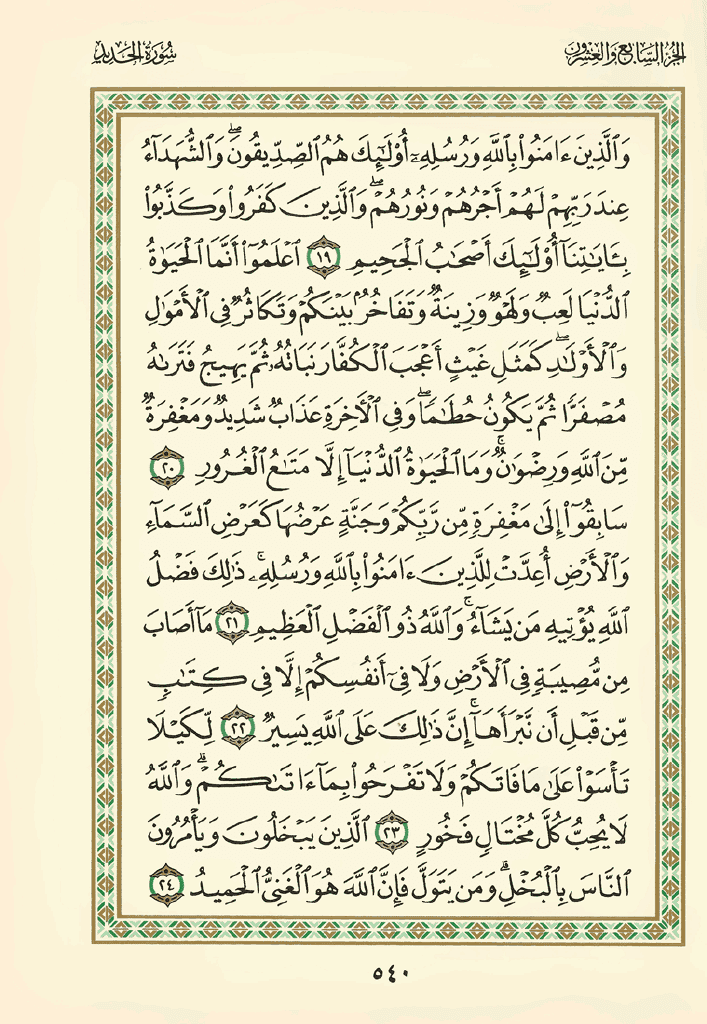 الجزء السابع والعشرون
سورة الحديد
وَٱلَّذِينَ ءَامَنُوا۟ بِٱللَّهِ وَرُسُلِهِۦٓ أُو۟لَـٰٓئِكَ هُمُ ٱلصِّدِّيقُونَ ۖ وَٱلشُّهَدَآءُ
عِندَ رَبِّهِمْ لَهُمْ أَجْرُهُمْ وَنُورُهُمْ ۖ وَٱلَّذِينَ كَفَرُوا۟ وَكَذَّبُوا۟
بِـَٔايَـٰتِنَآ أُو۟لَـٰٓئِكَ أَصْحَـٰبُ ٱلْجَحِيمِ ١٩ ٱعْلَمُوٓا۟ أَنَّمَا ٱلْحَيَوٰةُ
ٱلدُّنْيَا لَعِبٌ وَلَهْوٌ وَزِينَةٌ وَتَفَاخُرٌۢ بَيْنَكُمْ وَتَكَاثُرٌ فِى ٱلْأَمْوَٰلِ
وَٱلْأَوْلَـٰدِ ۖ كَمَثَلِ غَيْثٍ أَعْجَبَ ٱلْكُفَّارَ نَبَاتُهُۥ ثُمَّ يَهِيجُ فَتَرَىٰهُ
مُصْفَرًّا ثُمَّ يَكُونُ حُطَـٰمًا ۖ وَفِى ٱلْـَٔاخِرَةِ عَذَابٌ شَدِيدٌ وَمَغْفِرَةٌ
مِّنَ ٱللَّهِ وَرِضْوَٰنٌ ۚ وَمَا ٱلْحَيَوٰةُ ٱلدُّنْيَآ إِلَّا مَتَـٰعُ ٱلْغُرُورِ ٢٠
سَابِقُوٓا۟ إِلَىٰ مَغْفِرَةٍ مِّن رَّبِّكُمْ وَجَنَّةٍ عَرْضُهَا كَعَرْضِ ٱلسَّمَآءِ
وَٱلْأَرْضِ أُعِدَّتْ لِلَّذِينَ ءَامَنُوا۟ بِٱللَّهِ وَرُسُلِهِۦ ۚ ذَٰلِكَ فَضْلُ
ٱللَّهِ يُؤْتِيهِ مَن يَشَآءُ ۚ وَٱللَّهُ ذُو ٱلْفَضْلِ ٱلْعَظِيمِ ٢١ مَآ أَصَابَ
مِن مُّصِيبَةٍ فِى ٱلْأَرْضِ وَلَا فِىٓ أَنفُسِكُمْ إِلَّا فِى كِتَـٰبٍ
مِّن قَبْلِ أَن نَّبْرَأَهَآ ۚ إِنَّ ذَٰلِكَ عَلَى ٱللَّهِ يَسِيرٌ ٢٢ لِّكَيْلَا
تَأْسَوْا۟ عَلَىٰ مَا فَاتَكُمْ وَلَا تَفْرَحُوا۟ بِمَآ ءَاتَىٰكُمْ ۗ وَٱللَّهُ
لَا يُحِبُّ كُلَّ مُخْتَالٍ فَخُورٍ ٢٣ ٱلَّذِينَ يَبْخَلُونَ وَيَأْمُرُونَ
ٱلنَّاسَ بِٱلْبُخْلِ ۗ وَمَن يَتَوَلَّ فَإِنَّ ٱللَّهَ هُوَ ٱلْغَنِىُّ ٱلْحَمِيدُ ٢٤
٥٤٠